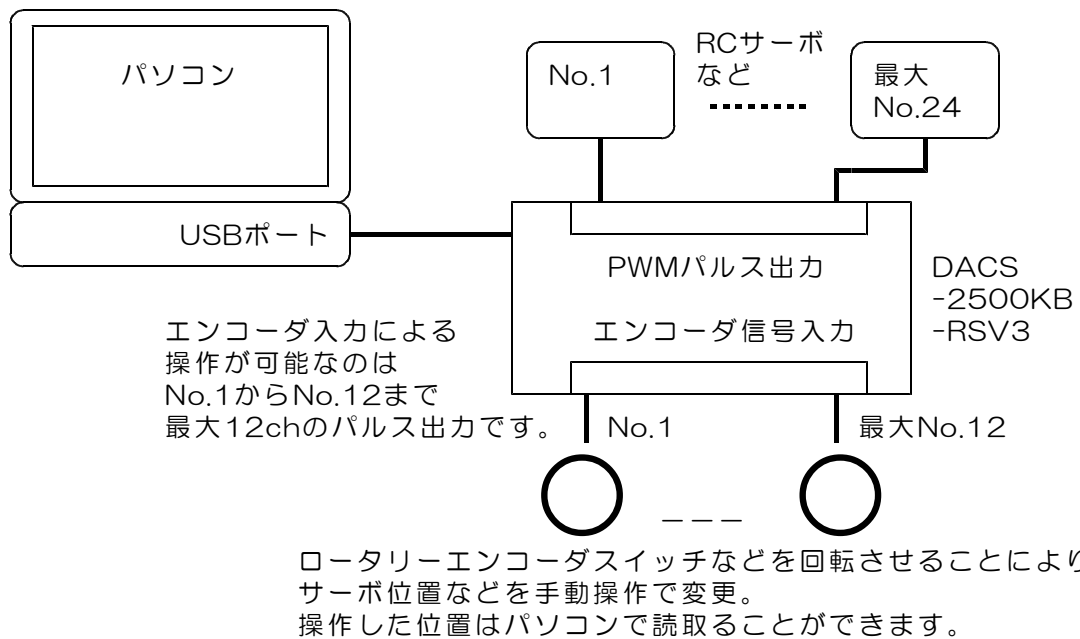 パソコン
USBポート
No.1
RCサーボ
など
最大
No.24
PWMパルス出力
エンコーダ信号入力
DACS
-2500KB
-RSV3
エンコーダ入力による
操作が可能なのは
No.1からNo.12まで
最大12chのパルス出力です。
No.1
最大No.12
ロータリーエンコーダスイッチなどを回転させることにより
サーボ位置などを手動操作で変更。
操作した位置はパソコンで読取ることができます。